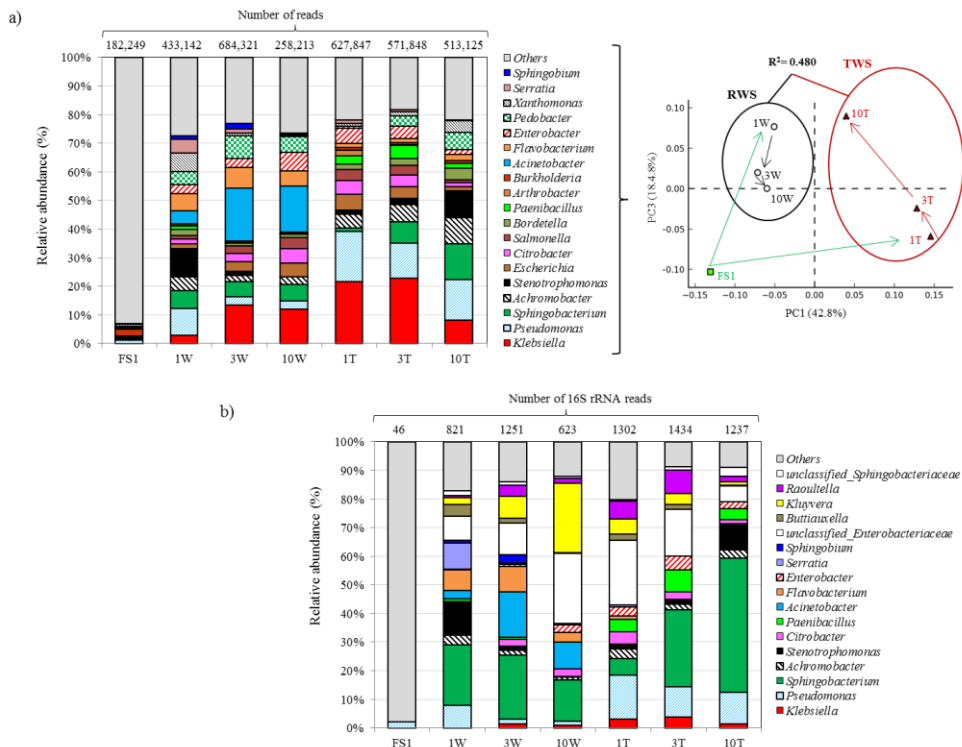 a)
Number of reads
182,249 433,142 684,321 258,213 627,847 571,848 513,125
Relative abundance (%)
100%
90%
80%
70%
60%
50%
40%
30%
20%
10%
0%
FS1 1W 3W 10W 1T 3T 10T
Others
Sphingobium
Serratia
Xanthomonas
Pedobacter
Enterobacter
Flavobacterium
Acinetobacter
Burkholderia
Arthrobacter
Paenibacillus
Bordetella
Salmonella
Citrobacter
Escherichia
Stenotrophomonas
Achromobacter
Sphingobacterium
Pseudomonas
Klebsiella
R²= 0.480
RWS
TWS
PC3 (18.4.8%)
0.10
0.05
0.00
−0.05
−0.10
1W
3W
10W
10T
3T
1T
FS1
−0.15 −0.10 −0.05 0.00 0.05 0.10 0.15
PC1 (42.8%)
b)
Number of 16S rRNA reads
46 821 1251 623 1302 1434 1237
Relative abundance (%)
100%
90%
80%
70%
60%
50%
40%
30%
20%
10%
0%
FS1 1W 3W 10W 1T 3T 10T
Others
unclassified_Sphingobacteriaceae
Raoultella
Kluyvera
Buttiauxella
unclassified_Enterobacteriaceae
Sphingobium
Serratia
Enterobacter
Flavobacterium
Acinetobacter
Paenibacillus
Citrobacter
Stenotrophomonas
Achromobacter
Sphingobacterium
Pseudomonas
Klebsiella